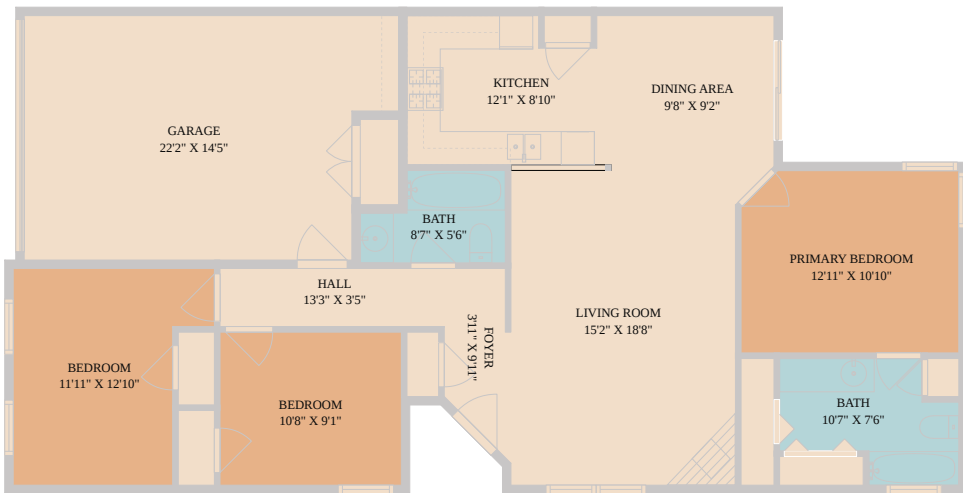 KITCHEN
12'1" X 8'10"
DINING AREA
9'8" X 9'2"
GARAGE
22'2" X 14'5"
BATH
8'7" X 5'6"
PRIMARY BEDROOM
12'11" X 10'10"
HALL
13'3" X 3'5"
LIVING ROOM
15'2" X 18'8"
FOYER
3'11" X 9'11"
BEDROOM
11'11" X 12'10"
BEDROOM
10'8" X 9'1"
BATH
10'7" X 7'6"